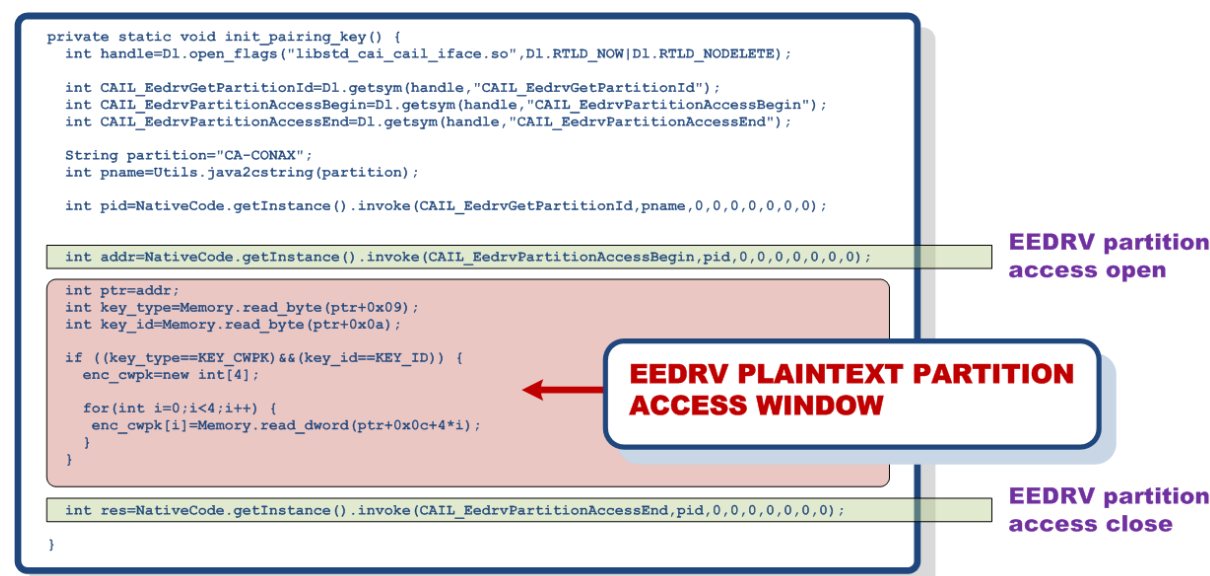 private static void init_pairing_key() {
int handle=Dl.open_flags("libstd_cai_cail_iface.so",Dl.RTLD_NOW|Dl.RTLD_NODELETE);
int CAIL_EedrvGetPartitionId=Dl.getsym(handle,"CAIL_EedrvGetPartitionId");
int CAIL_EedrvPartitionAccessBegin=Dl.getsym(handle,"CAIL_EedrvPartitionAccessBegin");
int CAIL_EedrvPartitionAccessEnd=Dl.getsym(handle,"CAIL_EedrvPartitionAccessEnd");
String partition="CA-CONAX";
int pname=Utils.java2cstring(partition);
int pid=NativeCode.getInstance().invoke(CAIL_EedrvGetPartitionId,pname,0,0,0,0,0,0,0);
int addr=NativeCode.getInstance().invoke(CAIL_EedrvPartitionAccessBegin,pid,0,0,0,0,0,0,0);
EEDRV partition
access open
int ptr=addr;
int key_type=Memory.read_byte(ptr+0x09);
int key_id=Memory.read_byte(ptr+0x0a);
if ((key_type==KEY_CWPK)&&(key_id==KEY_ID)) {
enc_cwpk=new int[4];
for(int i=0;i<4;i++) {
enc_cwpk[i]=Memory.read_dword(ptr+0x0c+4*i);
}
}
EEDRV PLAINTEXT PARTITION
ACCESS WINDOW
int res=NativeCode.getInstance().invoke(CAIL_EedrvPartitionAccessEnd,pid,0,0,0,0,0,0,0);
EEDRV partition
access close
}